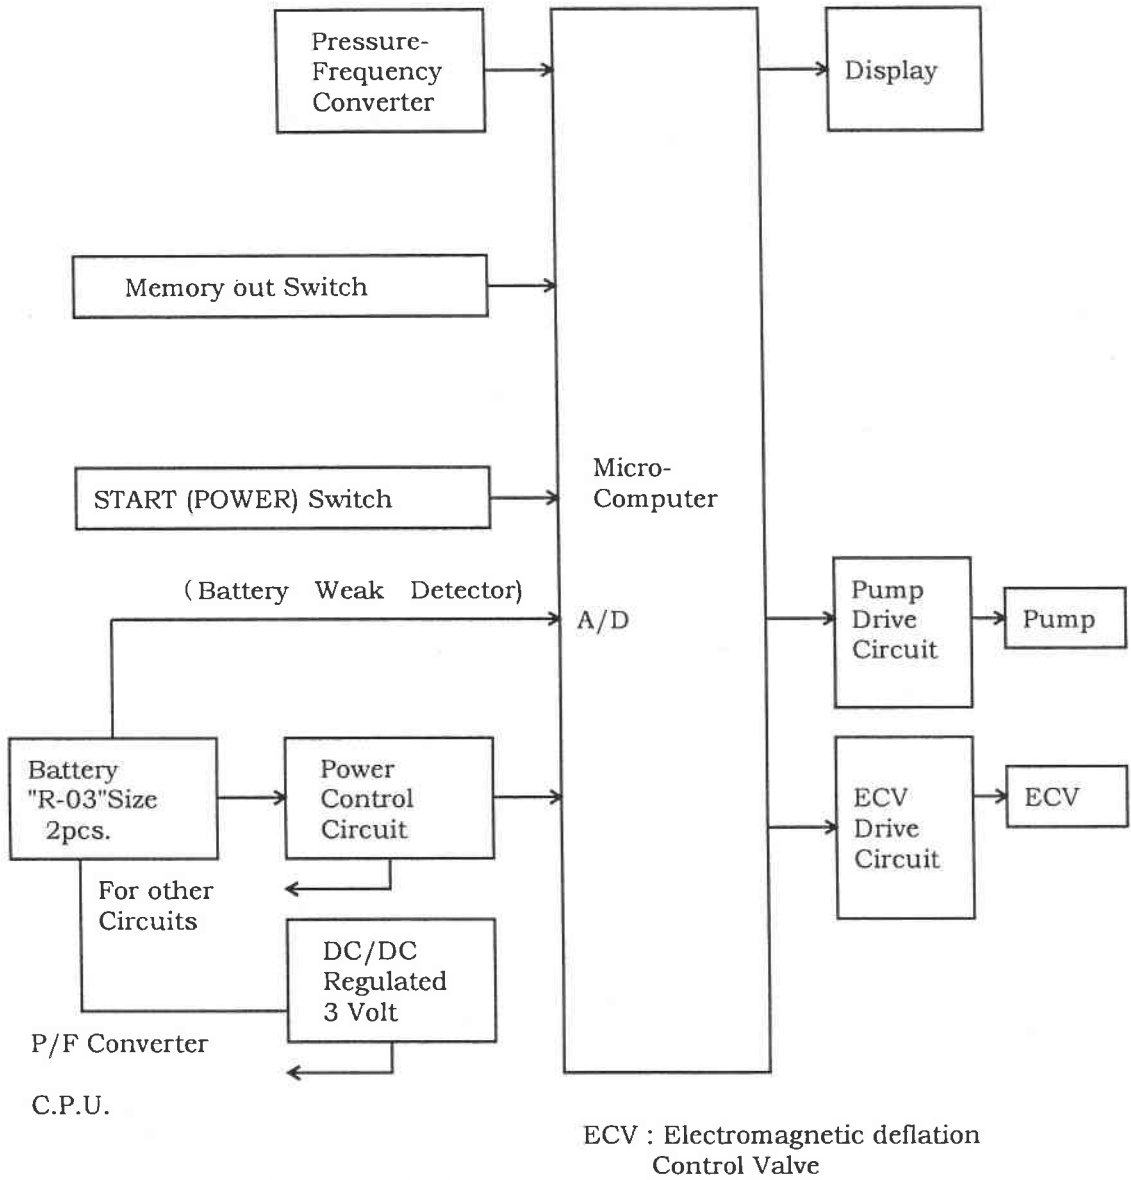 Pressure-
Frequency
Converter
Display
Memory out Switch
START (POWER) Switch
Micro-
Computer
(Battery Weak Detector)
A/D
Pump
Drive
Circuit
Pump
Battery
"R-03"Size
2pcs.
Power
Control
Circuit
ECV
Drive
Circuit
ECV
For other
Circuits
DC/DC
Regulated
3 Volt
P/F Converter
C.P.U.
ECV : Electromagnetic deflation
Control Valve